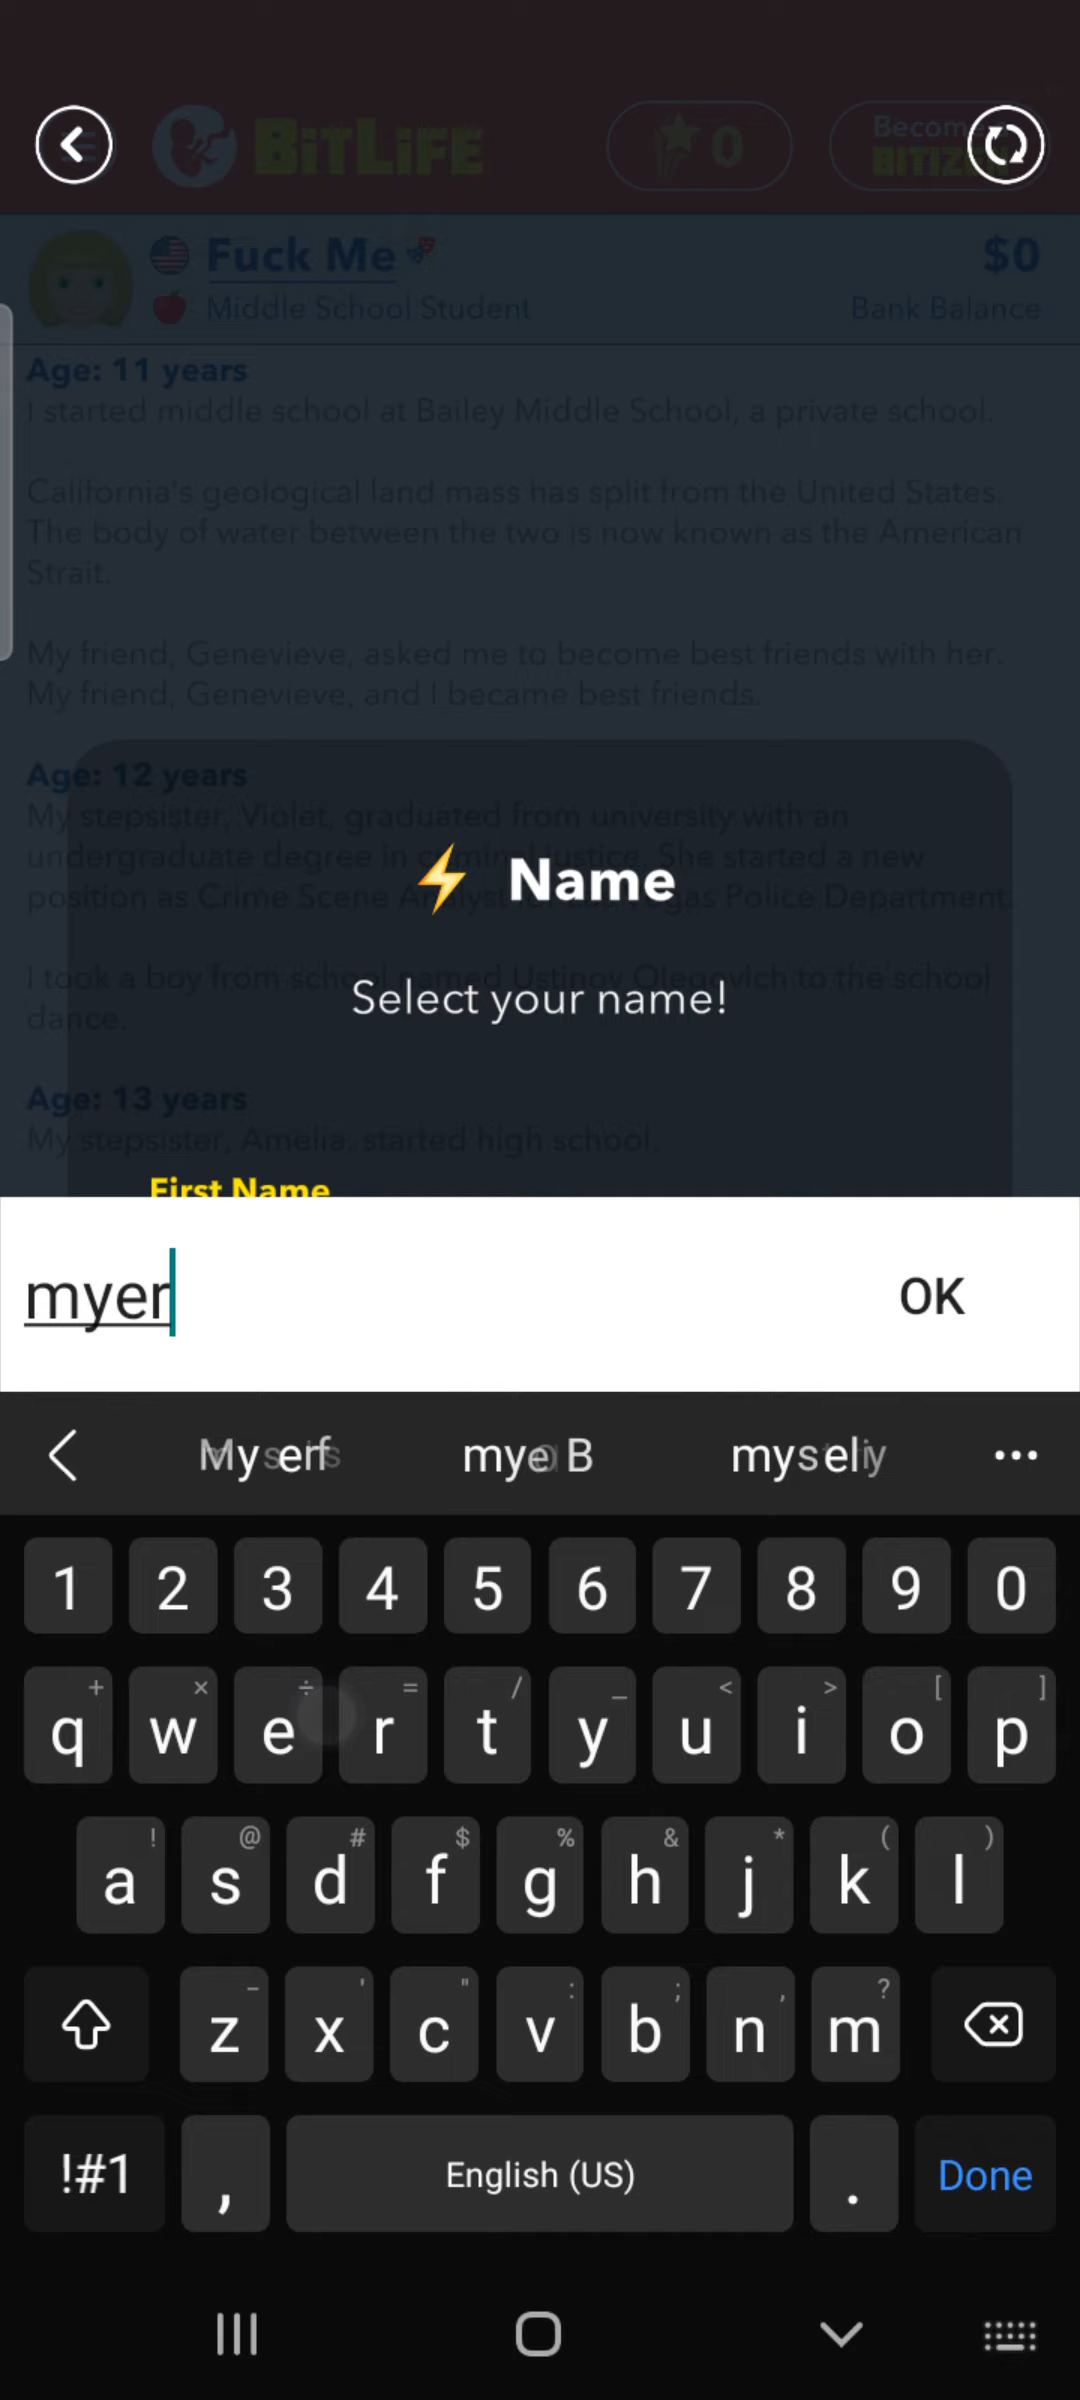 BITLIFE
0
Become
BITIZEN
Fuck Me
$0
Middle School Student
Bank Balance
Age: 11 years
I started middle school at Bailey Middle School, a private school.
California's geological land mass has split from the United States.
The body of water between the two is now known as the American
Strait.
My friend, Genevieve, asked me to become best friends with her.
My friend, Genevieve, and I became best friends.
Age: 12 years
My stepsister, Violet, graduated from university with an
undergraduate degree in criminal justice. She started a new
position as Crime Scene Analyst for Las Vegas Police Department.
Name
I took a boy from school named Ustinov Olegovich to the school
dance.
Select your name!
Age: 13 years
My stepsister, Amelia, started high school.
First Name
myer
OK
1 2 3 4 5 6 7 8 9 0
+ × ÷ = / _ < > [ ]
q w e r t y u i o p
! @ # $ % & * ( )
a s d f g h j k l
- ' " : ; , ?
z x c v b n m
!#1 , English (US) . Done